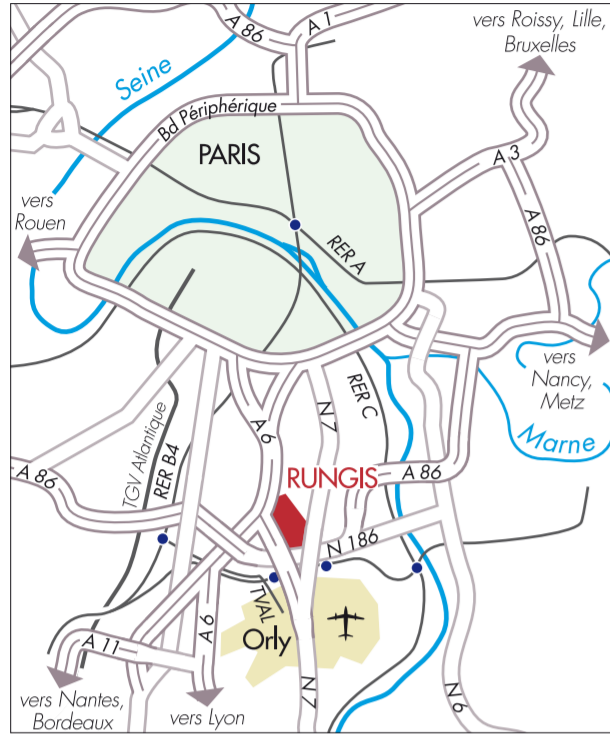 A 86
A 1
vers Roissy, Lille,
Bruxelles
Seine
Bd Périphérique
PARIS
A 3
vers
Rouen
A 86
RER A
vers
Nancy,
Metz
RER C
N 7
A 6
TGV Atlantique
RER B4
Marne
A 86
RUNGIS
A 86
N 186
TVAL
Orly
A 11
A 6
N 7
N 6
vers Nantes,
Bordeaux
vers Lyon